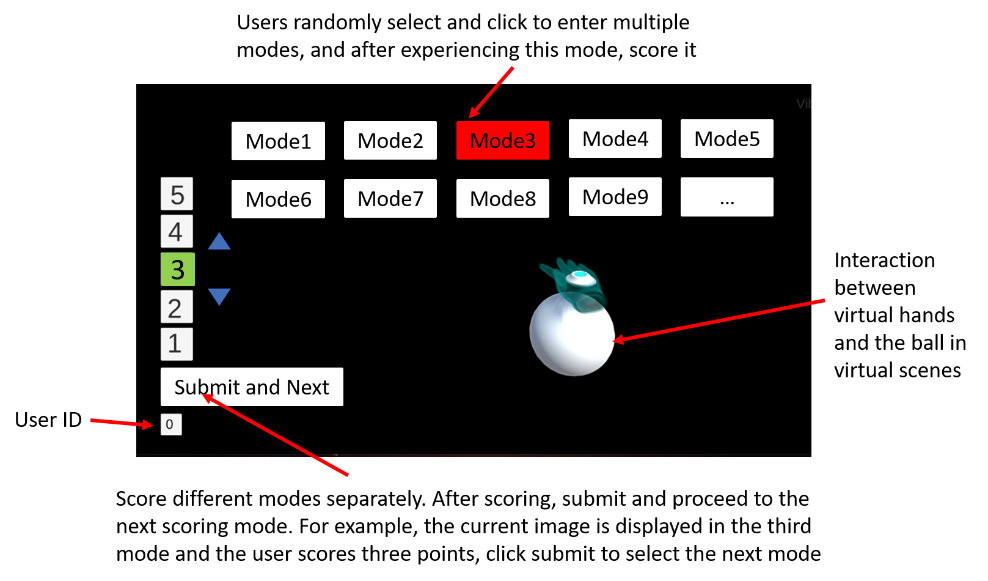 Users randomly select and click to enter multiple
modes, and after experiencing this mode, score it
Mode1 Mode2 Mode3 Mode4 Mode5
Mode6 Mode7 Mode8 Mode9 ...
5
4
3
2
1
Submit and Next
User ID
0
Interaction
between
virtual hands
and the ball in
virtual scenes
Score different modes separately. After scoring, submit and proceed to the
next scoring mode. For example, the current image is displayed in the third
mode and the user scores three points, click submit to select the next mode